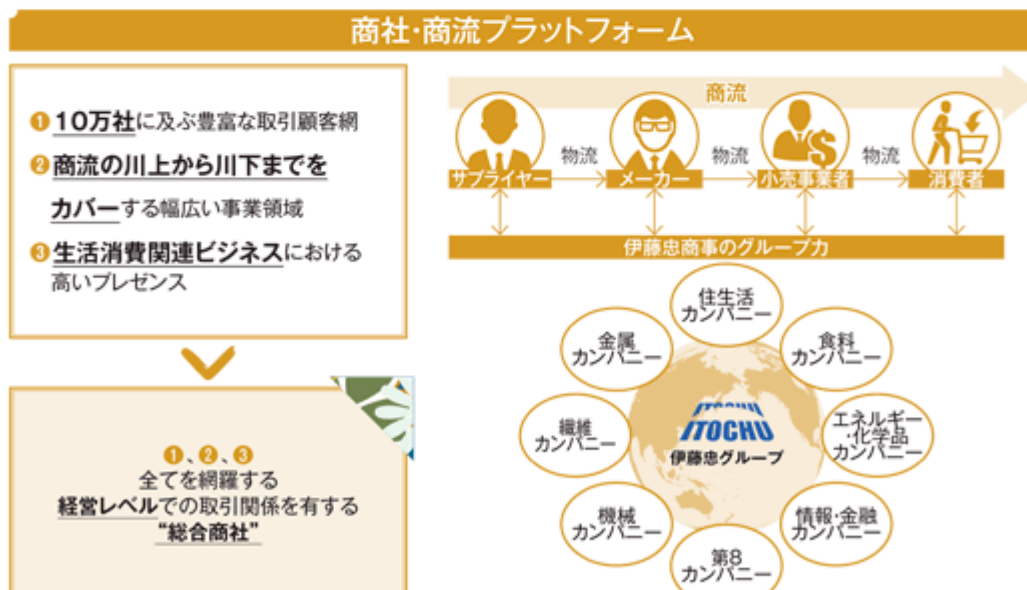 商社・商流プラットフォーム
❶ 10万社に及ぶ豊富な取引顧客網
❷ 商流の川上から川下までを
カバーする幅広い事業領域
❸ 生活消費関連ビジネスにおける
高いプレゼンス
❶、❷、❸
全てを網羅する
経営レベルでの取引関係を有する
“総合商社”
商流
物流
物流
物流
サプライヤー
メーカー
小売事業者
消費者
伊藤忠商事のグループ力
住生活
カンパニー
食料
カンパニー
エネルギー
・化学品
カンパニー
情報・金融
カンパニー
第8
カンパニー
機械
カンパニー
繊維
カンパニー
金属
カンパニー
ITOCHU
ITOCHU
伊藤忠グループ